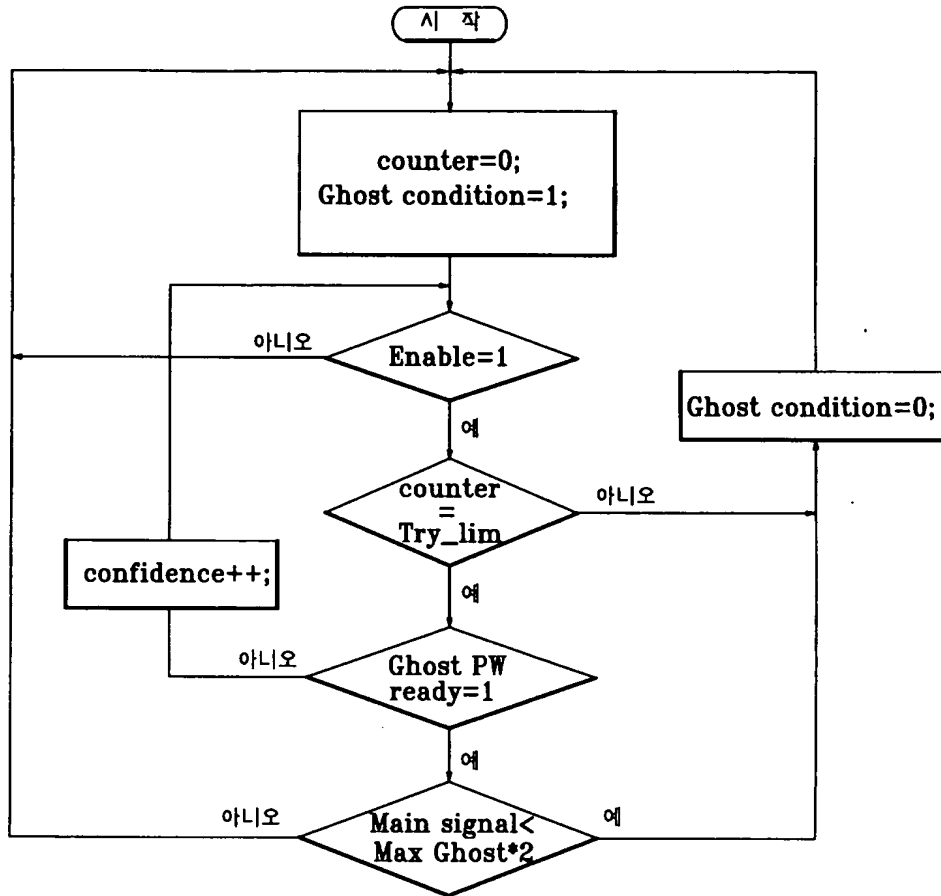 시 작
counter=0;
Ghost condition=1;
아니오
Enable=1
예
Ghost condition=0;
counter
=
Try_lim
아니오
confidence++;
예
아니오
Ghost PW
ready=1
예
아니오
Main signal<
Max Ghost*2
예